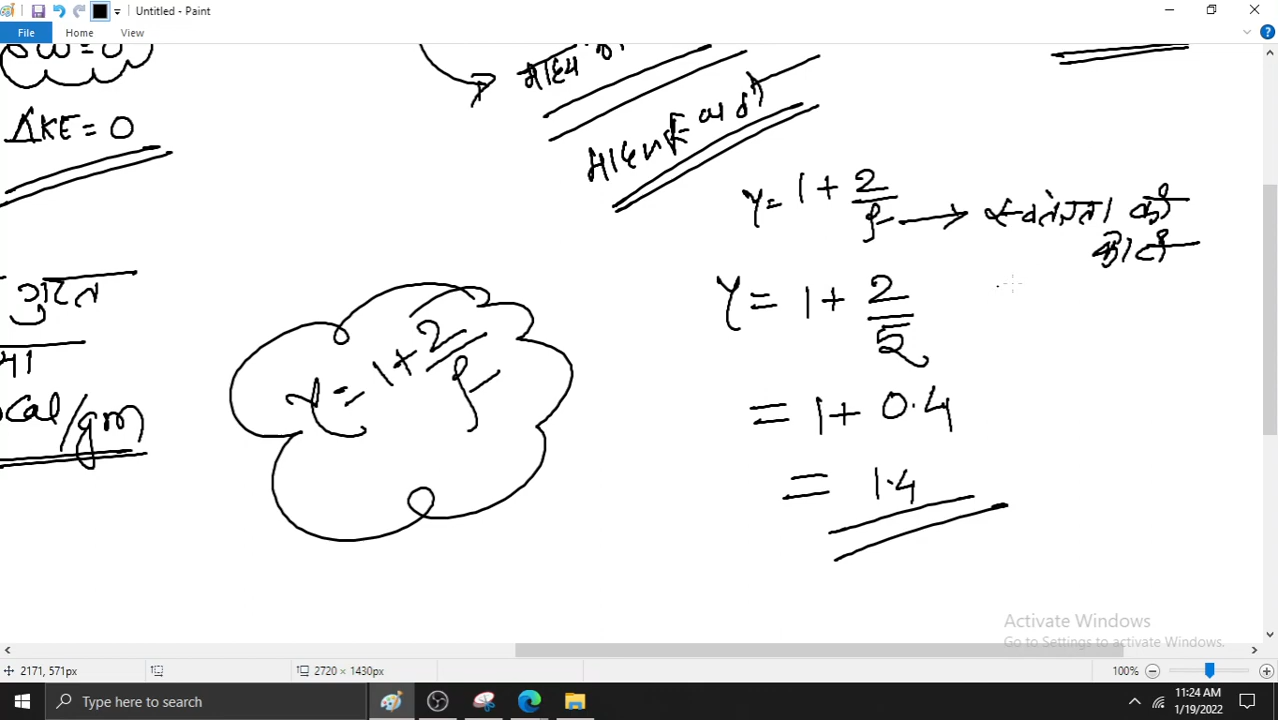 Untitled - Paint
File Home View
δw = 0
ΔKE = 0
माध्य
γ = 1 + 2/f → स्वतंत्रता की
कोटी
γ = 1 + 2/5
= 1 + 0.4
= 1.4
γ = 1 + 2/f
cal/gm
Activate Windows
Go to Settings to activate Windows.
2171, 571px
2720 × 1430px
100%
Type here to search
11:24 AM
1/19/2022